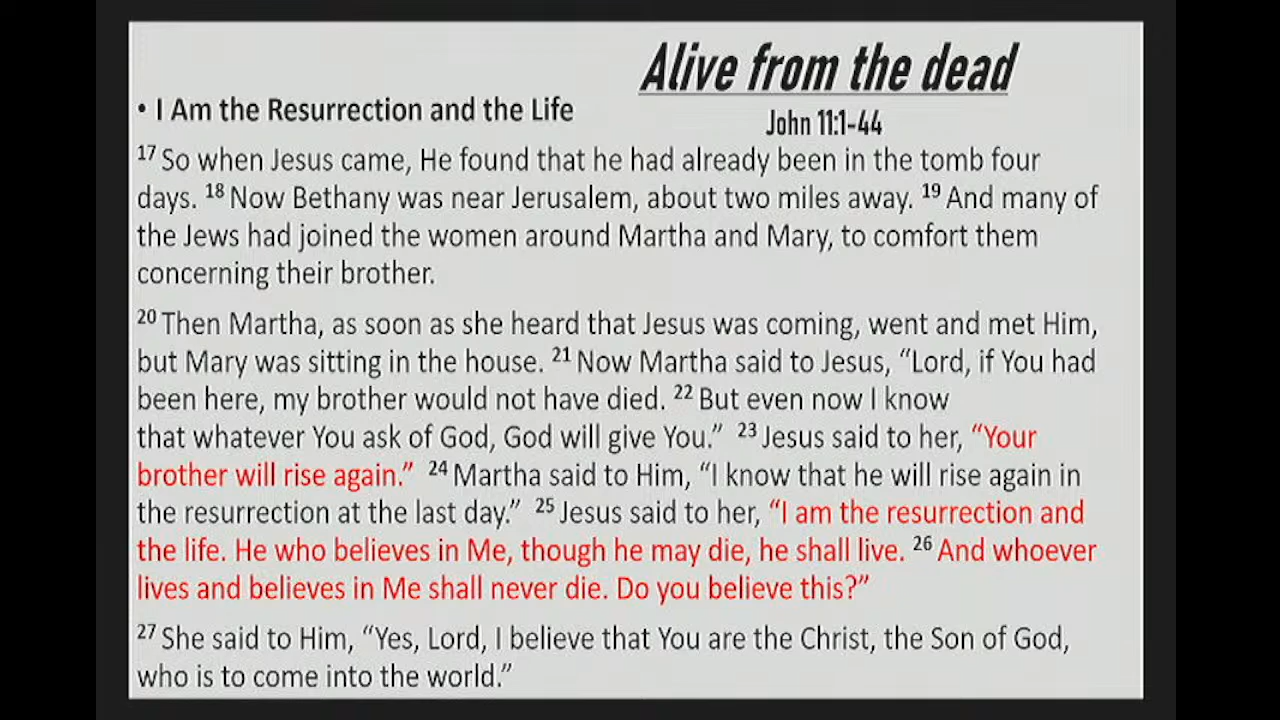 Alive from the dead
• I Am the Resurrection and the Life
John 11:1-44
17 So when Jesus came, He found that he had already been in the tomb four
days. 18 Now Bethany was near Jerusalem, about two miles away. 19 And many of
the Jews had joined the women around Martha and Mary, to comfort them
concerning their brother.
20 Then Martha, as soon as she heard that Jesus was coming, went and met Him,
but Mary was sitting in the house. 21 Now Martha said to Jesus, “Lord, if You had
been here, my brother would not have died. 22 But even now I know
that whatever You ask of God, God will give You.” 23 Jesus said to her, “Your
brother will rise again.” 24 Martha said to Him, “I know that he will rise again in
the resurrection at the last day.” 25 Jesus said to her, “I am the resurrection and
the life. He who believes in Me, though he may die, he shall live. 26 And whoever
lives and believes in Me shall never die. Do you believe this?”
27 She said to Him, “Yes, Lord, I believe that You are the Christ, the Son of God,
who is to come into the world.”